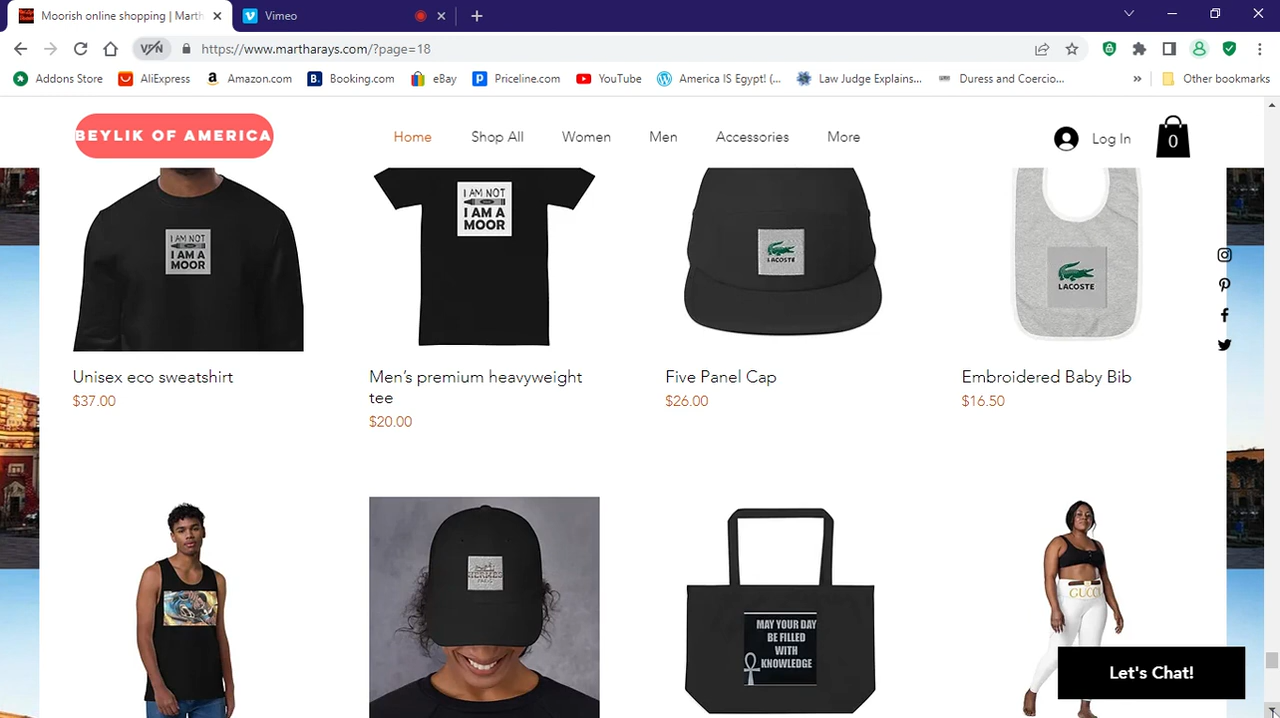 Moorish online shopping | Marth
Vimeo
VPN
https://www.martharays.com/?page=18
Addons Store
AliExpress
Amazon.com
Booking.com
eBay
Priceline.com
YouTube
America IS Egypt! (...
Law Judge Explains...
Duress and Coercio...
»
Other bookmarks
BEYLIK OF AMERICA
Home
Shop All
Women
Men
Accessories
More
Log In
0
I AM NOT
I AM A
MOOR
I AM NOT
I AM A
MOOR
LACOSTE
LACOSTE
Unisex eco sweatshirt
$37.00
Men’s premium heavyweight
tee
$20.00
Five Panel Cap
$26.00
Embroidered Baby Bib
$16.50
HERMES
PARIS
MAY YOUR DAY
BE FILLED
WITH
KNOWLEDGE
GUCCI
Let's Chat!